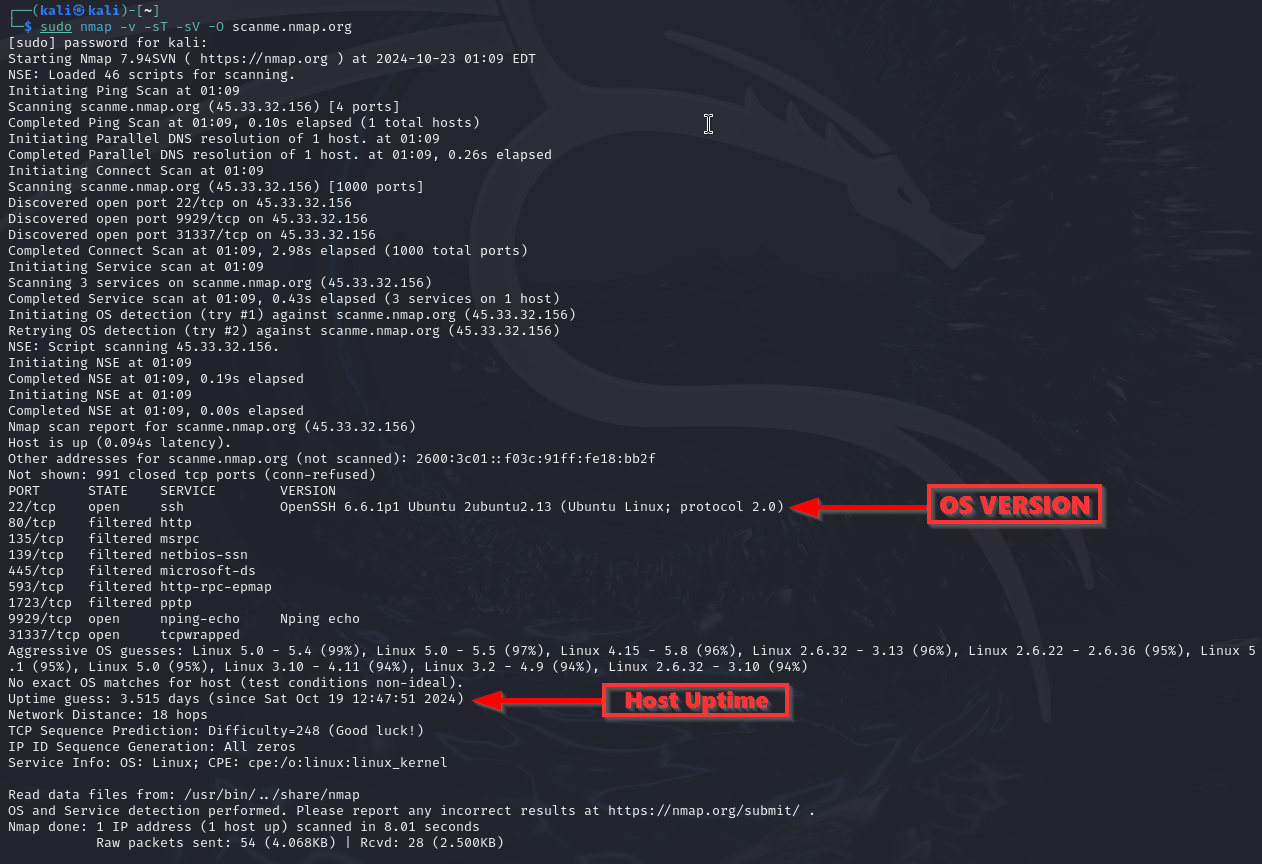 ┌──(kali㉿kali)-[~]
└─$ sudo nmap -v -sT -sV -O scanme.nmap.org
[sudo] password for kali:
Starting Nmap 7.94SVN ( https://nmap.org ) at 2024-10-23 01:09 EDT
NSE: Loaded 46 scripts for scanning.
Initiating Ping Scan at 01:09
Scanning scanme.nmap.org (45.33.32.156) [4 ports]
Completed Ping Scan at 01:09, 0.10s elapsed (1 total hosts)
Initiating Parallel DNS resolution of 1 host. at 01:09
Completed Parallel DNS resolution of 1 host. at 01:09, 0.26s elapsed
Initiating Connect Scan at 01:09
Scanning scanme.nmap.org (45.33.32.156) [1000 ports]
Discovered open port 22/tcp on 45.33.32.156
Discovered open port 9929/tcp on 45.33.32.156
Discovered open port 31337/tcp on 45.33.32.156
Completed Connect Scan at 01:09, 2.98s elapsed (1000 total ports)
Initiating Service scan at 01:09
Scanning 3 services on scanme.nmap.org (45.33.32.156)
Completed Service scan at 01:09, 0.43s elapsed (3 services on 1 host)
Initiating OS detection (try #1) against scanme.nmap.org (45.33.32.156)
Retrying OS detection (try #2) against scanme.nmap.org (45.33.32.156)
NSE: Script scanning 45.33.32.156.
Initiating NSE at 01:09
Completed NSE at 01:09, 0.19s elapsed
Initiating NSE at 01:09
Completed NSE at 01:09, 0.00s elapsed
Nmap scan report for scanme.nmap.org (45.33.32.156)
Host is up (0.094s latency).
Other addresses for scanme.nmap.org (not scanned): 2600:3c01::f03c:91ff:fe18:bb2f
Not shown: 991 closed tcp ports (conn-refused)
PORT      STATE    SERVICE        VERSION
22/tcp    open     ssh            OpenSSH 6.6.1p1 Ubuntu 2ubuntu2.13 (Ubuntu Linux; protocol 2.0)
OS VERSION
80/tcp    filtered http
135/tcp   filtered msrpc
139/tcp   filtered netbios-ssn
445/tcp   filtered microsoft-ds
593/tcp   filtered http-rpc-epmap
1723/tcp  filtered pptp
9929/tcp  open     nping-echo     Nping echo
31337/tcp open     tcpwrapped
Aggressive OS guesses: Linux 5.0 - 5.4 (99%), Linux 5.0 - 5.5 (97%), Linux 4.15 - 5.8 (96%), Linux 2.6.32 - 3.13 (96%), Linux 2.6.22 - 2.6.36 (95%), Linux 5
.1 (95%), Linux 5.0 (95%), Linux 3.10 - 4.11 (94%), Linux 3.2 - 4.9 (94%), Linux 2.6.32 - 3.10 (94%)
No exact OS matches for host (test conditions non-ideal).
Uptime guess: 3.515 days (since Sat Oct 19 12:47:51 2024)
Host Uptime
Network Distance: 18 hops
TCP Sequence Prediction: Difficulty=248 (Good luck!)
IP ID Sequence Generation: All zeros
Service Info: OS: Linux; CPE: cpe:/o:linux:linux_kernel
Read data files from: /usr/bin/../share/nmap
OS and Service detection performed. Please report any incorrect results at https://nmap.org/submit/ .
Nmap done: 1 IP address (1 host up) scanned in 8.01 seconds
Raw packets sent: 54 (4.068KB) | Rcvd: 28 (2.500KB)